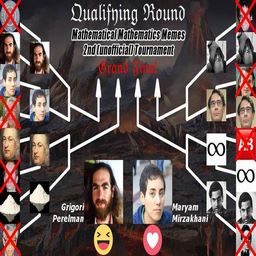 Qualifying Round
Mathematical Mathematics Memes
2nd (unofficial) Tournament
Grand Final
Grigori
Perelman
Maryam
Mirzakhani